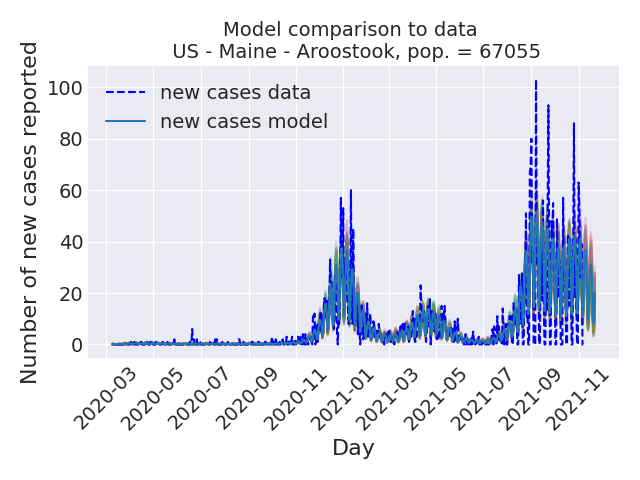 Model comparison to data
US - Maine - Aroostook, pop. = 67055
Number of new cases reported
100
80
60
40
20
0
new cases data
new cases model
2020-03
2020-05
2020-07
2020-09
2020-11
2021-01
2021-03
2021-05
2021-07
2021-09
2021-11
Day